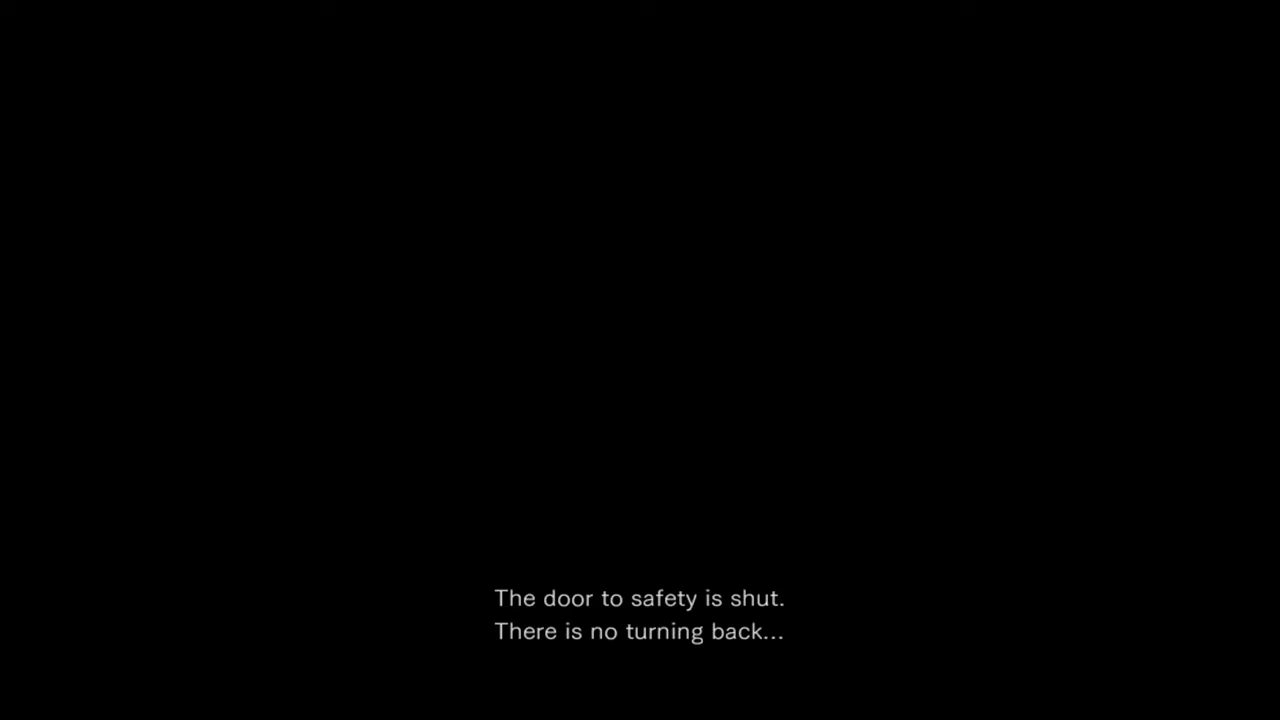 The door to safety is shut.
There is no turning back...